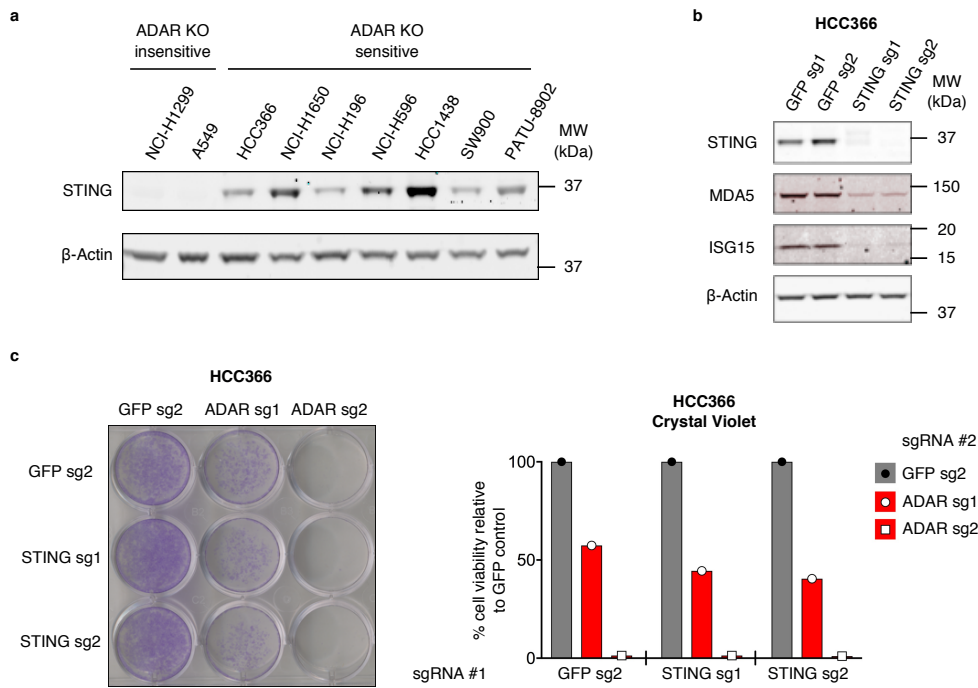 a
ADAR KO
insensitive
ADAR KO
sensitive
NCI-H1299
A549
HCC366
NCI-H1650
NCI-H196
NCI-H596
HCC1438
SW900
PATU-8902
MW
(kDa)
STING
37
β-Actin
37
b
HCC366
GFP sg1
GFP sg2
STING sg1
STING sg2
MW
(kDa)
STING
37
MDA5
150
ISG15
20
15
β-Actin
37
c
HCC366
GFP sg2 ADAR sg1 ADAR sg2
GFP sg2
STING sg1
STING sg2
HCC366
Crystal Violet
% cell viability relative
to GFP control
100
50
0
sgRNA #1
GFP sg2 STING sg1 STING sg2
sgRNA #2
GFP sg2
ADAR sg1
ADAR sg2